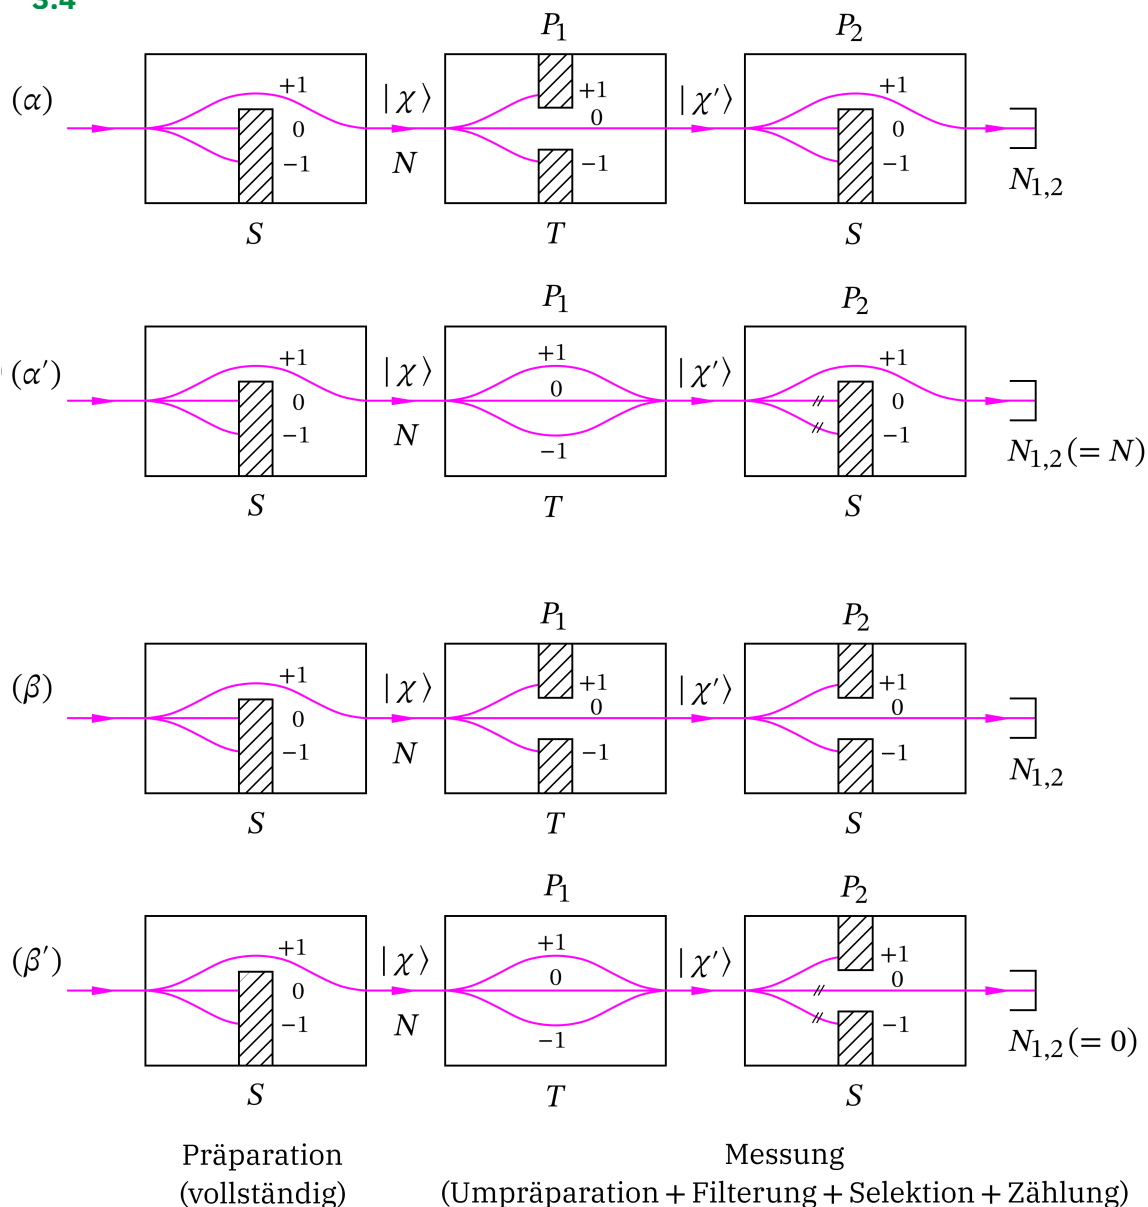 3.4
P₁ P₂
(α) +1 |χ⟩ +1 |χ′⟩ +1
0 0 0
−1 N −1 −1 N₁,₂
S T S
P₁ P₂
(α′) +1 |χ⟩ +1 |χ′⟩ +1
0 0 0
−1 N −1 −1 N₁,₂(= N)
S T S
P₁ P₂
(β) +1 |χ⟩ +1 |χ′⟩ +1
0 0 0
−1 N −1 −1 N₁,₂
S T S
P₁ P₂
(β′) +1 |χ⟩ +1 |χ′⟩ +1
0 0 0
−1 N −1 −1 N₁,₂(= 0)
S T S
Präparation Messung
(vollständig) (Umpräparation + Filterung + Selektion + Zählung)